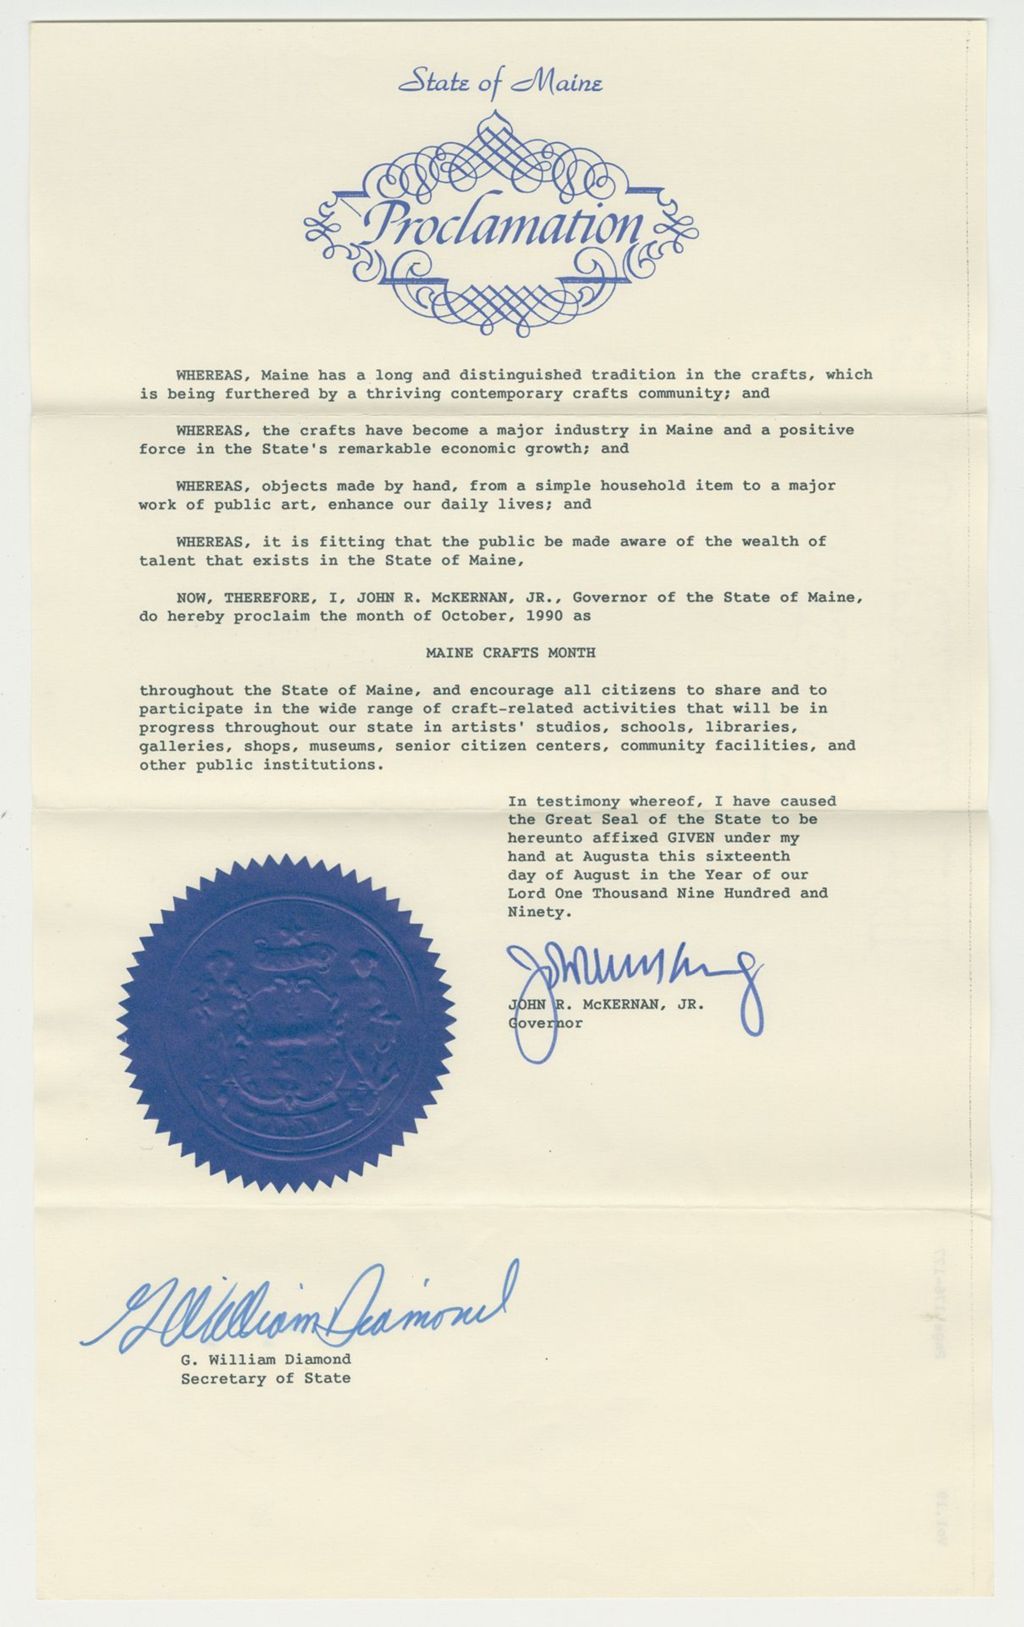 State of Maine
Proclamation
WHEREAS, Maine has a long and distinguished tradition in the crafts, which
is being furthered by a thriving contemporary crafts community; and
WHEREAS, the crafts have become a major industry in Maine and a positive
force in the State's remarkable economic growth; and
WHEREAS, objects made by hand, from a simple household item to a major
work of public art, enhance our daily lives; and
WHEREAS, it is fitting that the public be made aware of the wealth of
talent that exists in the State of Maine,
NOW, THEREFORE, I, JOHN R. McKERNAN, JR., Governor of the State of Maine,
do hereby proclaim the month of October, 1990 as
MAINE CRAFTS MONTH
throughout the State of Maine, and encourage all citizens to share and to
participate in the wide range of craft-related activities that will be in
progress throughout our state in artists' studios, schools, libraries,
galleries, shops, museums, senior citizen centers, community facilities, and
other public institutions.
In testimony whereof, I have caused
the Great Seal of the State to be
hereunto affixed GIVEN under my
hand at Augusta this sixteenth
day of August in the Year of our
Lord One Thousand Nine Hundred and
Ninety.
JOHN R. McKERNAN, JR.
Governor
G William Diamond
G. William Diamond
Secretary of State